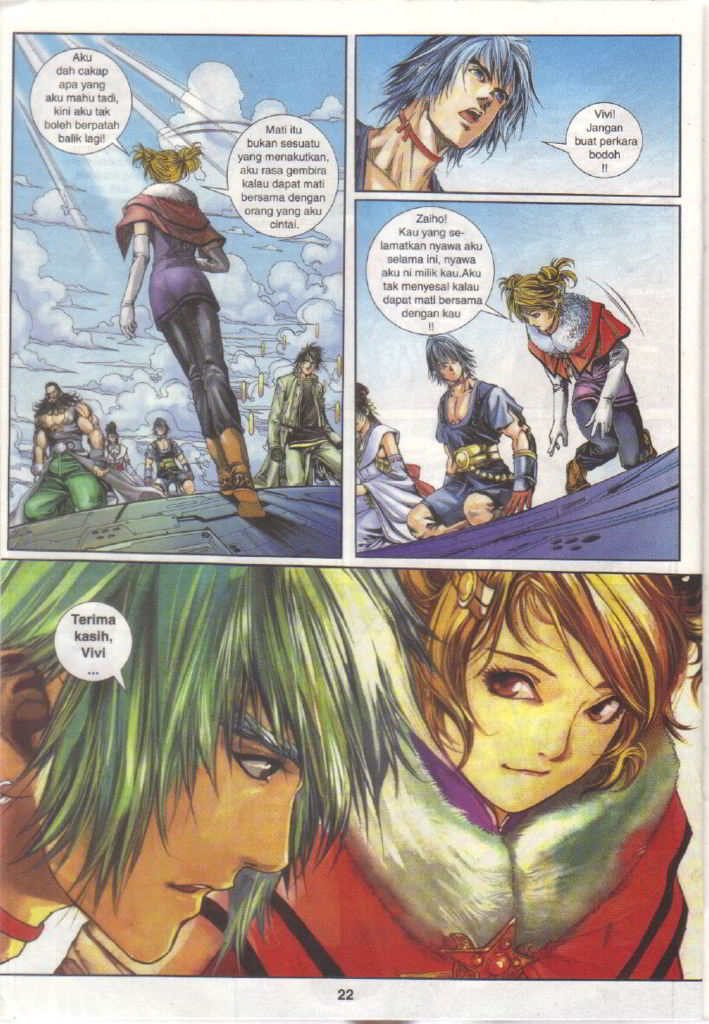 Aku
dah cakap
apa yang
aku mahu tadi,
kini aku tak
boleh berpatah
balik lagi!
Mati itu
bukan sesuatu
yang menakutkan,
aku rasa gembira
kalau dapat mati
bersama dengan
orang yang aku
cintai.
Vivi!
Jangan
buat perkara
bodoh
!!
Zaiho!
Kau yang se-
lamatkan nyawa aku
selama ini, nyawa
aku ni milik kau.Aku
tak menyesal kalau
dapat mati bersama
dengan kau
!!
Terima
kasih,
Vivi
...
22